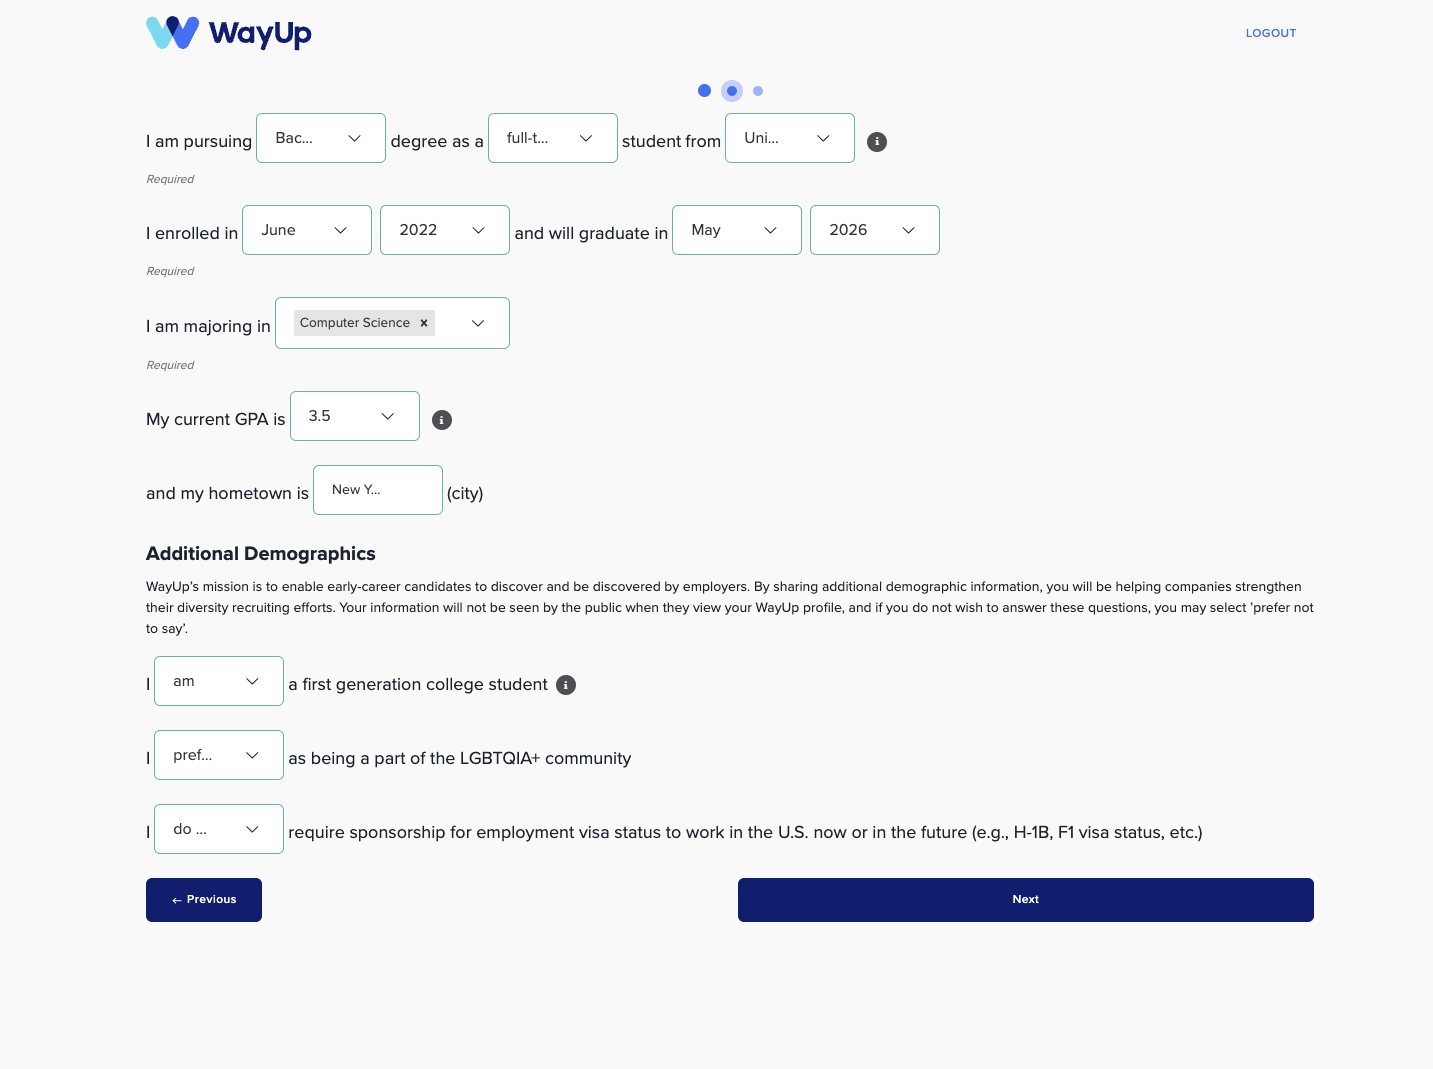 WayUp
LOGOUT
I am pursuing Bac... degree as a full-t... student from Uni... i
Required
I enrolled in June 2022 and will graduate in May 2026
Required
I am majoring in Computer Science ×
Required
My current GPA is 3.5 i
and my hometown is New Y... (city)
Additional Demographics
WayUp's mission is to enable early-career candidates to discover and be discovered by employers. By sharing additional demographic information, you will be helping companies strengthen
their diversity recruiting efforts. Your information will not be seen by the public when they view your WayUp profile, and if you do not wish to answer these questions, you may select 'prefer not
to say'.
I am a first generation college student i
I pref... as being a part of the LGBTQIA+ community
I do ... require sponsorship for employment visa status to work in the U.S. now or in the future (e.g., H-1B, F1 visa status, etc.)
← Previous
Next